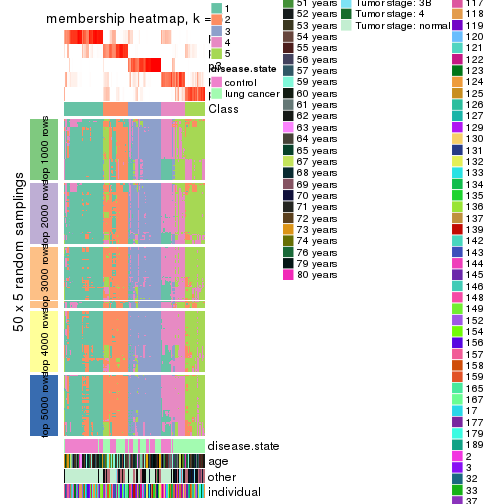 membership heatmap, k =
1
2
3
4
5
disease.state
control
lung cancer
Class
50 x 5 random samplings
top 1000 rows
top 2000 rows
top 3000 rows
top 4000 rows
top 5000 rows
disease.state
age
other
individual
51 years
52 years
53 years
54 years
55 years
56 years
57 years
59 years
60 years
61 years
62 years
63 years
64 years
65 years
67 years
68 years
69 years
70 years
71 years
72 years
73 years
74 years
76 years
79 years
80 years
Tumor stage: 3B
Tumor stage: 4
Tumor stage: normal
117
118
119
120
121
122
123
124
125
126
127
129
130
131
132
133
134
135
136
137
139
142
143
144
145
146
148
149
152
154
156
157
158
159
165
167
17
177
179
189
2
3
32
33
37